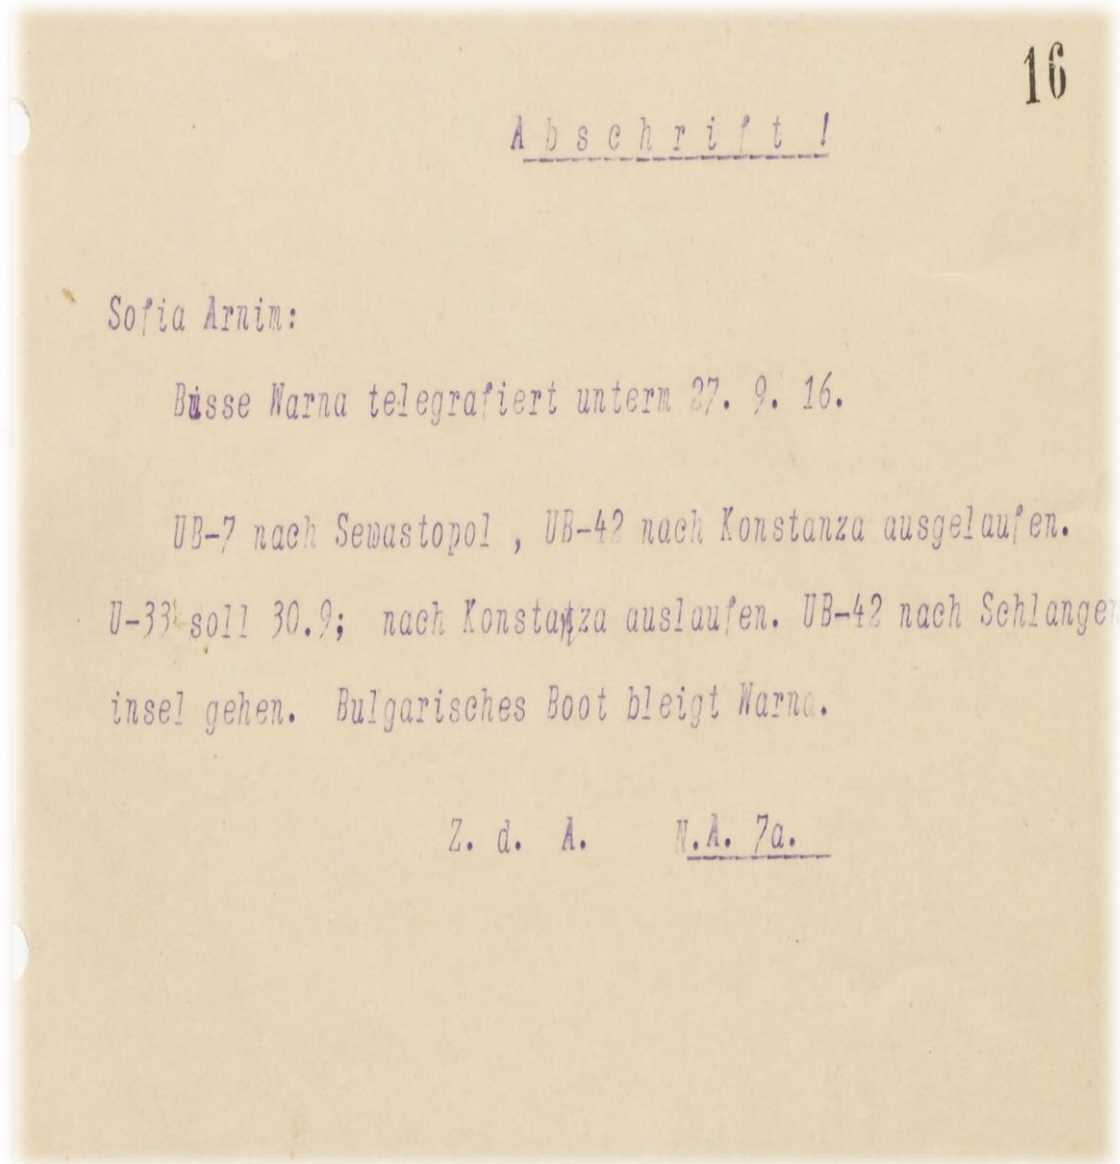 16
Abschrift!
Sofia Arnim:
Busse Warna telegrafiert unterm 27. 9. 16.
UB-7 nach Sewastopol , UB-42 nach Konstanza ausgelaufen.
U-33 soll 30.9; nach Konstanza auslaufen. UB-42 nach Schlangen
insel gehen. Bulgarisches Boot bleigt Warna.
Z. d. A. N.A. 7a.